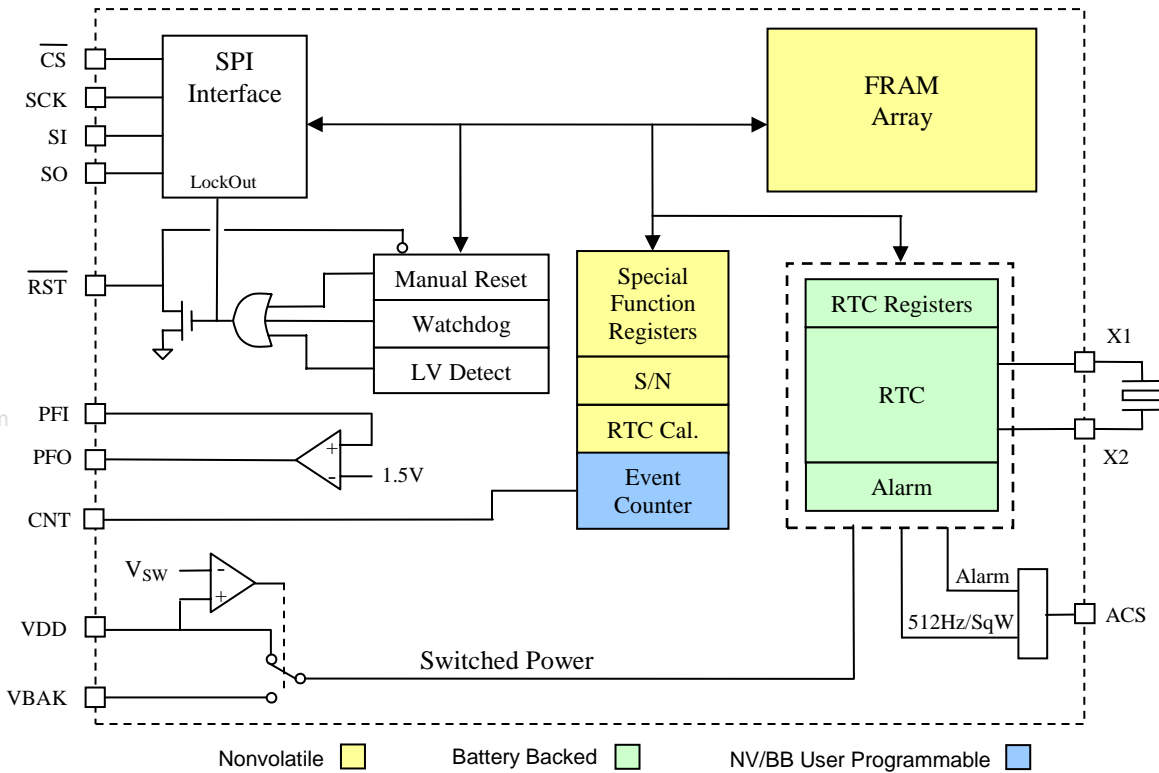 CS
SCK
SI
SO
SPI
Interface
LockOut
FRAM
Array
RST
Manual Reset
Watchdog
LV Detect
Special
Function
Registers
S/N
RTC Cal.
Event
Counter
RTC Registers
RTC
Alarm
X1
X2
PFI
PFO
+
-
1.5V
CNT
VSW
-
+
VDD
VBAK
Switched Power
Alarm
512Hz/SqW
ACS
Nonvolatile
Battery Backed
NV/BB User Programmable